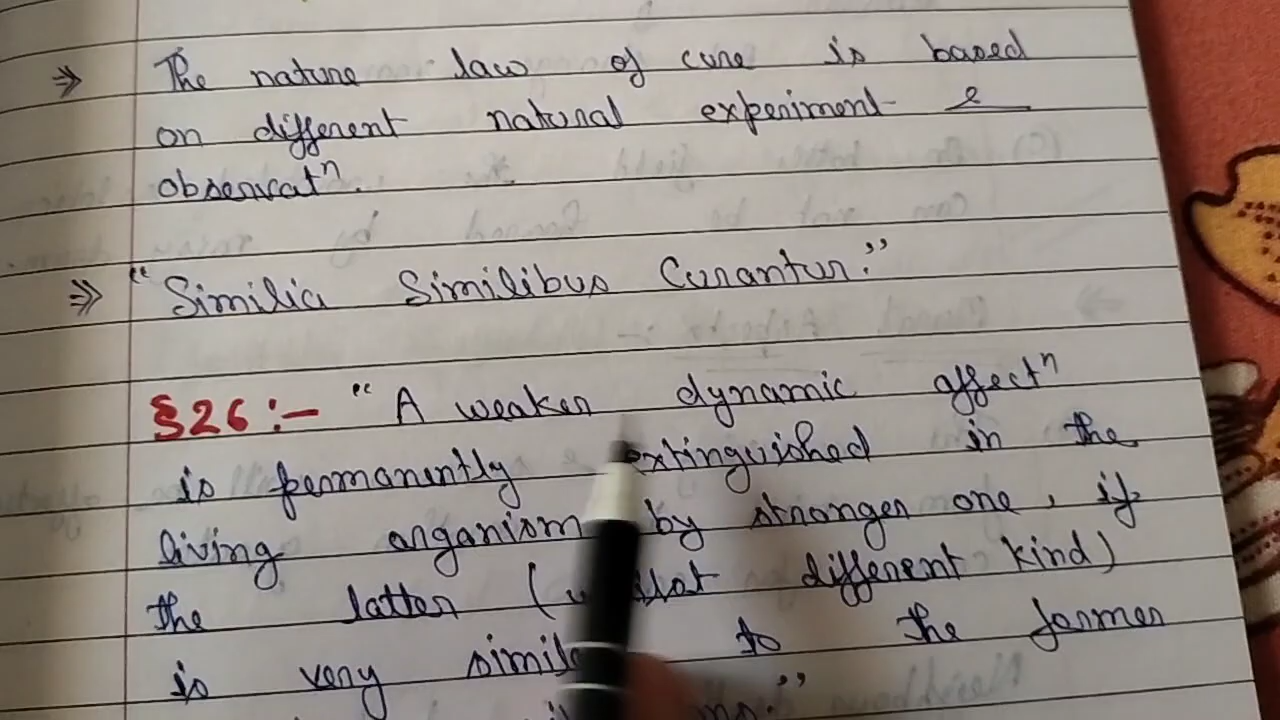 ⇒ The nature law of cure is based
on different natural experiment &
observatⁿ.
⇒ "Similia Similibus Curantur."
§26:- "A weaker dynamic affectⁿ
is permanently extinguished in the
living organism by stronger one, if
the latter ( different kind)
is very to the former
"